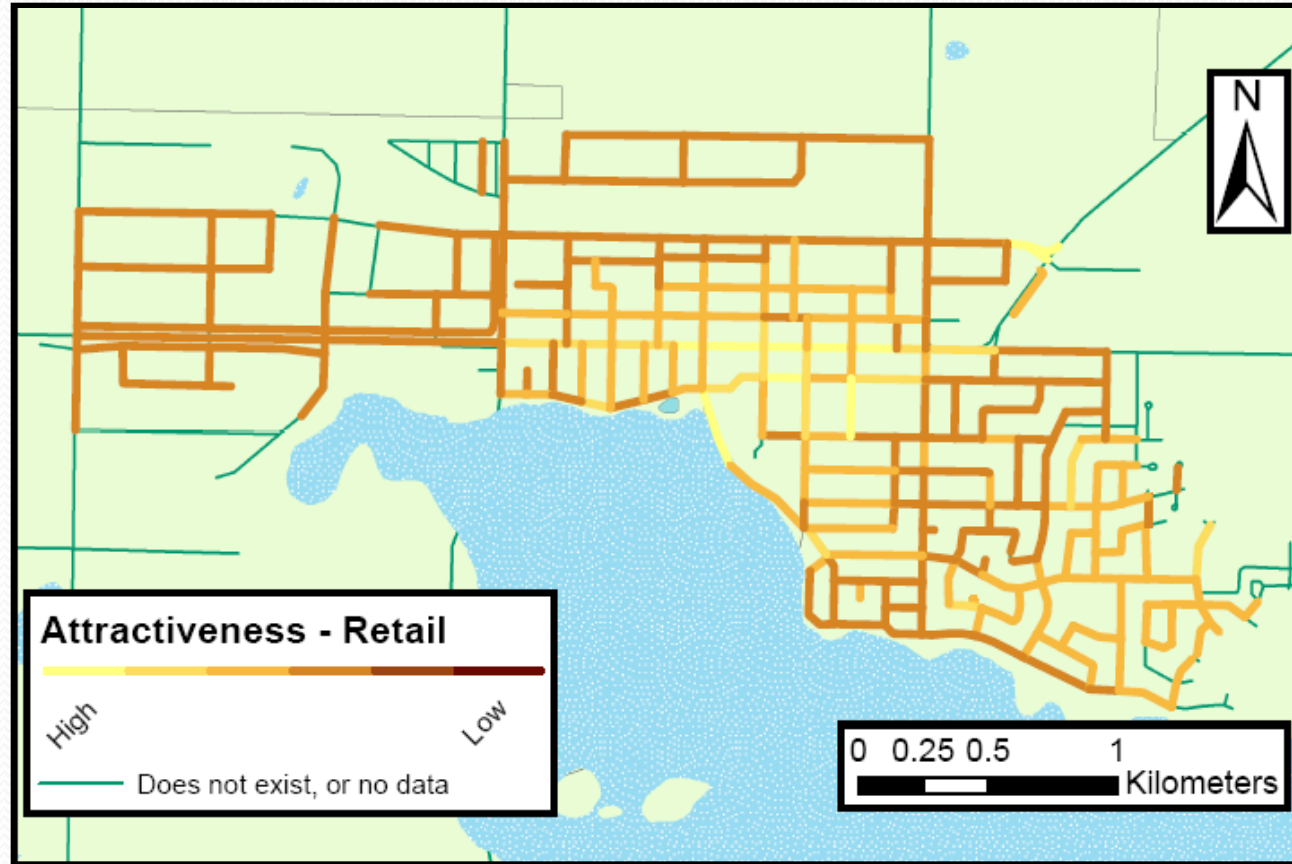 N
Attractiveness - Retail
High
Low
Does not exist, or no data
0 0.25 0.5 1
Kilometers